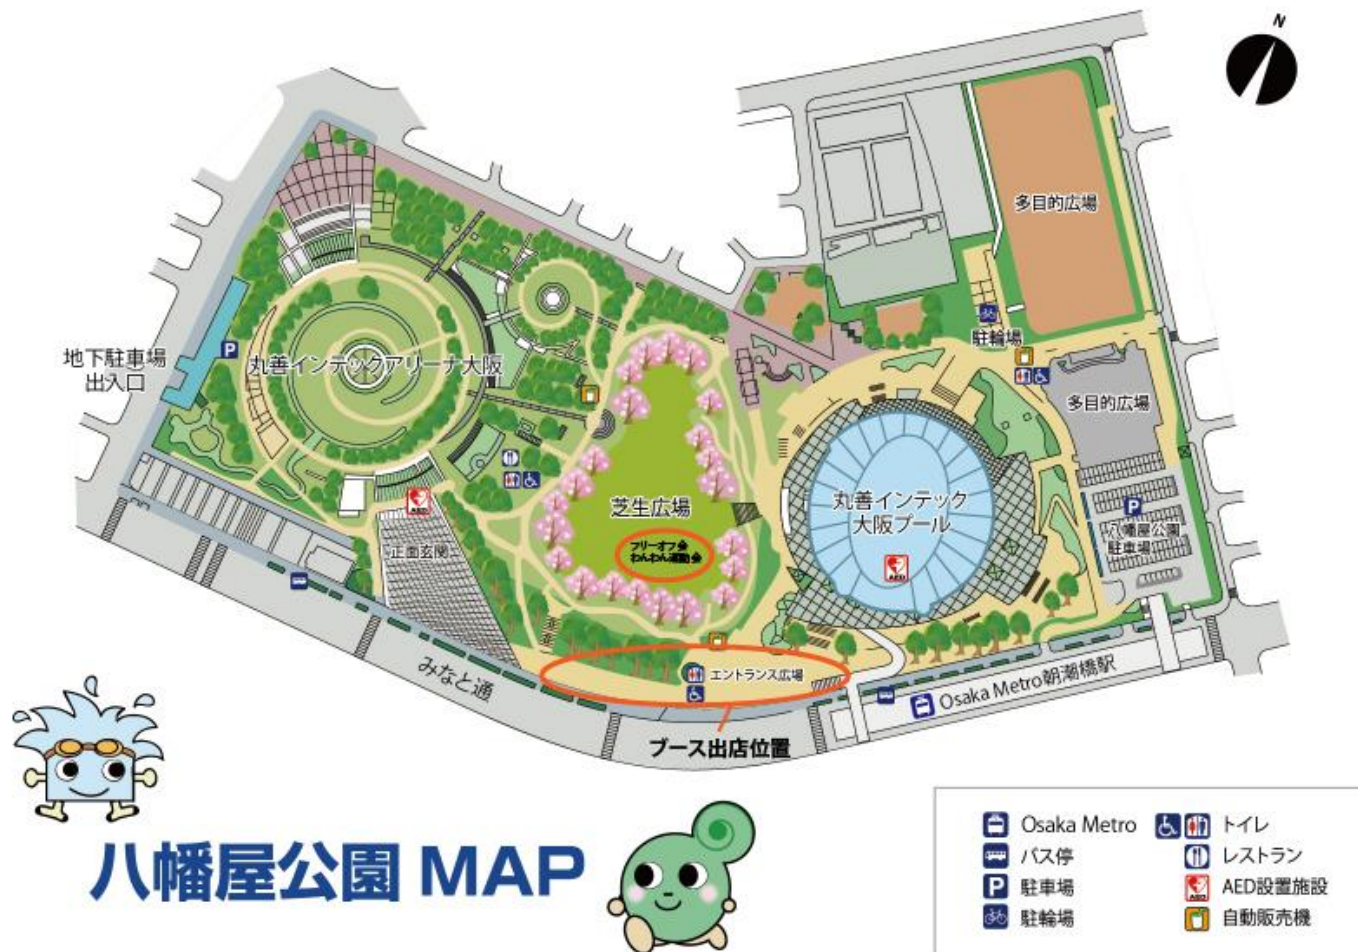 N
多目的広場
駐輪場
地下駐車場
出入口
P
丸善インテックアリーナ大阪
多目的広場
芝生広場
丸善インテック
大阪プール
P
八幡屋公園
駐車場
AED
正面玄関
フリーオフ会
わんわん運動会
AED
エントランス広場
みなと通
Osaka Metro朝潮橋駅
ブース出店位置
八幡屋公園 MAP
Osaka Metro
トイレ
バス停
レストラン
P 駐車場
AED AED設置施設
駐輪場
自動販売機